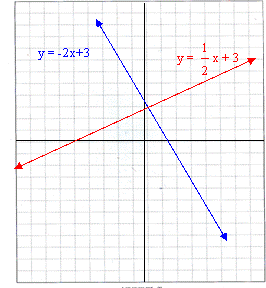 y = -2x+3
y = 1/2 x + 3